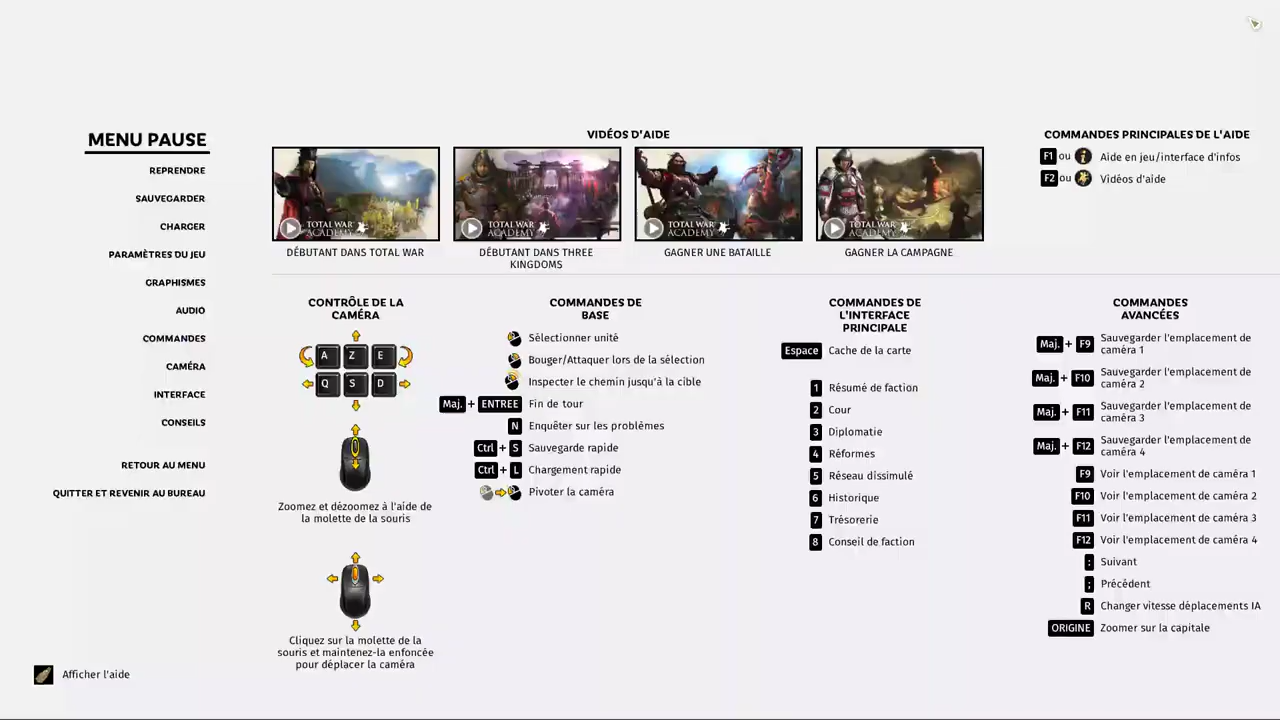 MENU PAUSE
REPRENDRE
SAUVEGARDER
CHARGER
PARAMÈTRES DU JEU
GRAPHISMES
AUDIO
COMMANDES
CAMÉRA
INTERFACE
CONSEILS
RETOUR AU MENU
QUITTER ET REVENIR AU BUREAU
Afficher l'aide
VIDÉOS D'AIDE
TOTAL WAR
ACADEMY
DÉBUTANT DANS TOTAL WAR
TOTAL WAR
ACADEMY
DÉBUTANT DANS THREE
KINGDOMS
TOTAL WAR
ACADEMY
GAGNER UNE BATAILLE
TOTAL WAR
ACADEMY
GAGNER LA CAMPAGNE
COMMANDES PRINCIPALES DE L'AIDE
F1 ou Aide en jeu/interface d'infos
F2 ou Vidéos d'aide
CONTRÔLE DE LA
CAMÉRA
A Z E
Q S D
Zoomez et dézoomez à l'aide de
la molette de la souris
Cliquez sur la molette de la
souris et maintenez-la enfoncée
pour déplacer la caméra
COMMANDES DE
BASE
Sélectionner unité
Bouger/Attaquer lors de la sélection
Inspecter le chemin jusqu'à la cible
Maj. + ENTREE Fin de tour
N Enquêter sur les problèmes
Ctrl + S Sauvegarde rapide
Ctrl + L Chargement rapide
Pivoter la caméra
COMMANDES DE
L'INTERFACE
PRINCIPALE
Espace Cache de la carte
1 Résumé de faction
2 Cour
3 Diplomatie
4 Réformes
5 Réseau dissimulé
6 Historique
7 Trésorerie
8 Conseil de faction
COMMANDES
AVANCÉES
Maj. + F9 Sauvegarder l'emplacement de
caméra 1
Maj. + F10 Sauvegarder l'emplacement de
caméra 2
Maj. + F11 Sauvegarder l'emplacement de
caméra 3
Maj. + F12 Sauvegarder l'emplacement de
caméra 4
F9 Voir l'emplacement de caméra 1
F10 Voir l'emplacement de caméra 2
F11 Voir l'emplacement de caméra 3
F12 Voir l'emplacement de caméra 4
: Suivant
; Précédent
R Changer vitesse déplacements IA
ORIGINE Zoomer sur la capitale